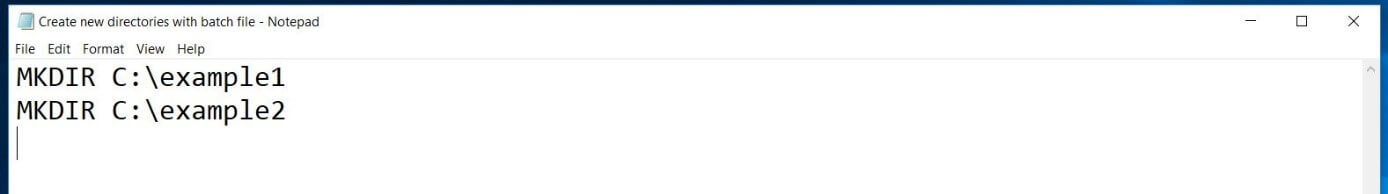 Create new directories with batch file - Notepad
File Edit Format View Help
MKDIR C:\example1
MKDIR C:\example2